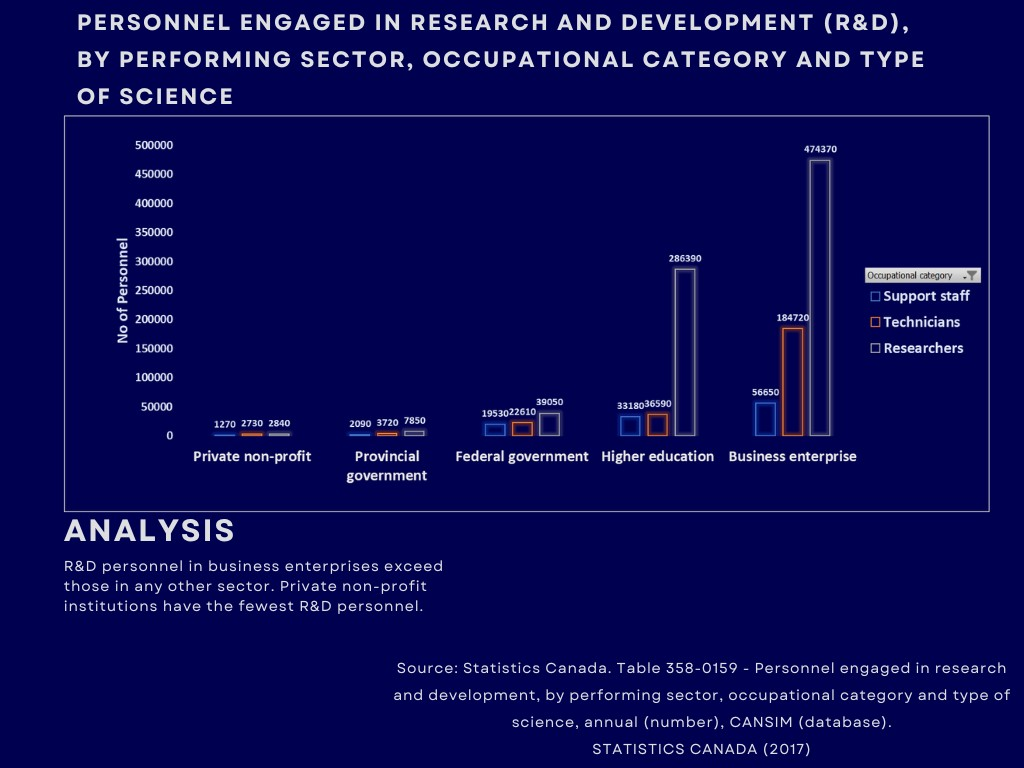 PERSONNEL ENGAGED IN RESEARCH AND DEVELOPMENT (R&D),
BY PERFORMING SECTOR, OCCUPATIONAL CATEGORY AND TYPE
OF SCIENCE
No of Personnel
500000
450000
400000
350000
300000
250000
200000
150000
100000
50000
0
1270 2730 2840
2090 3720 7850
19530 22610 39050
33180 36590 286390
56650 184720 474370
Private non-profit
Provincial
government
Federal government
Higher education
Business enterprise
Occupational category
Support staff
Technicians
Researchers
ANALYSIS
R&D personnel in business enterprises exceed
those in any other sector. Private non-profit
institutions have the fewest R&D personnel.
Source: Statistics Canada. Table 358-0159 - Personnel engaged in research
and development, by performing sector, occupational category and type of
science, annual (number), CANSIM (database).
STATISTICS CANADA (2017)